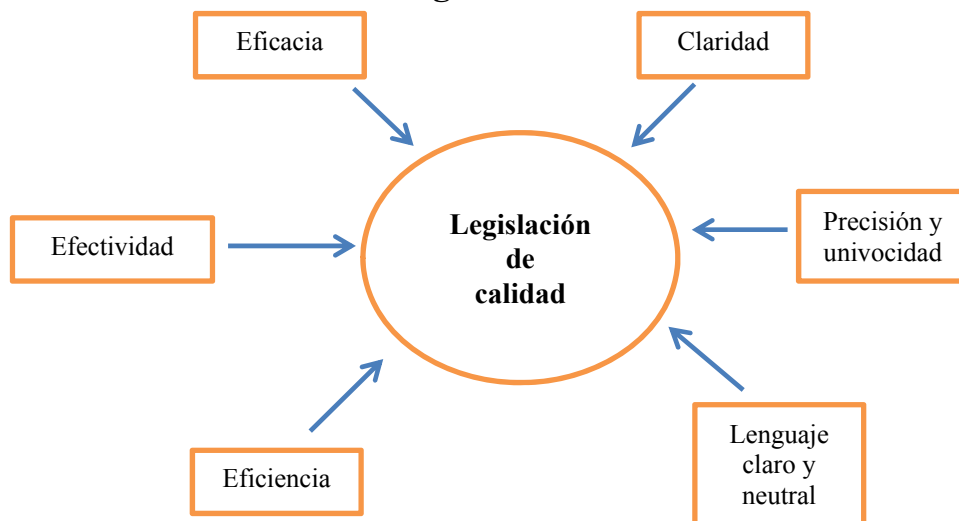 Eficacia
Claridad
Efectividad
Legislación
de
calidad
Precisión y
univocidad
Eficiencia
Lenguaje
claro y
neutral